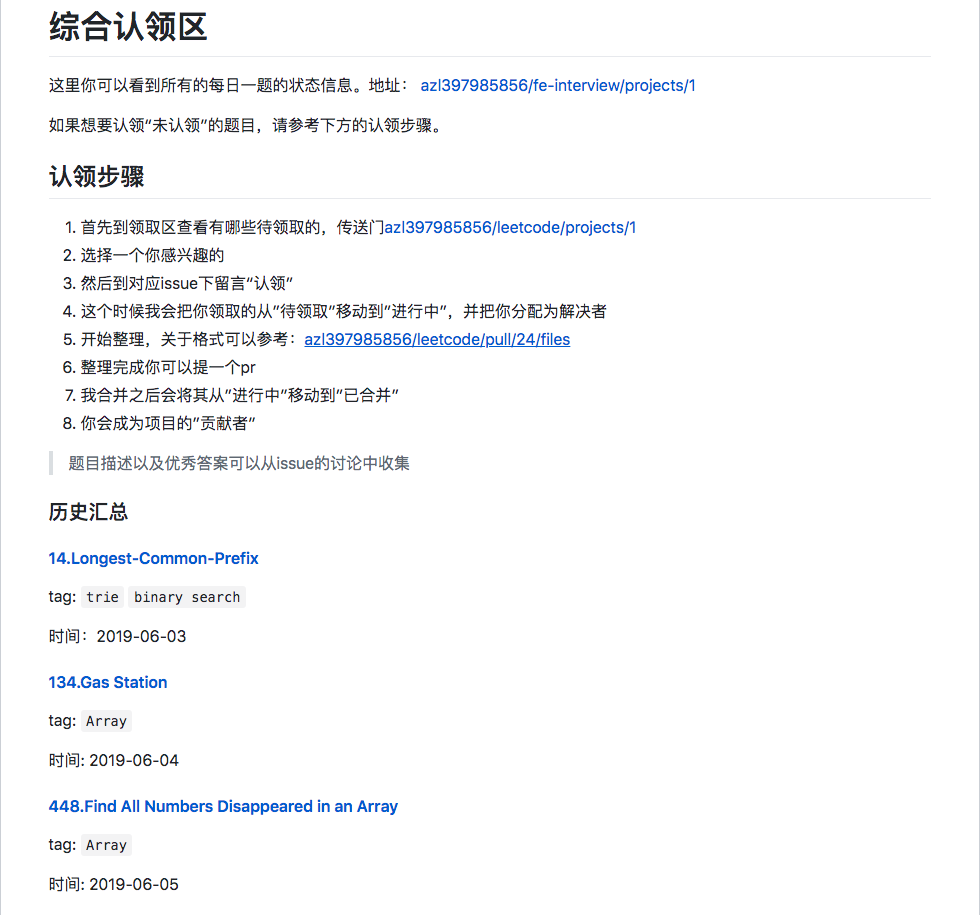 综合认领区
这里你可以看到所有的每日一题的状态信息。地址： azl397985856/fe-interview/projects/1
如果想要认领“未认领”的题目，请参考下方的认领步骤。
认领步骤
1. 首先到领取区查看有哪些待领取的，传送门azl397985856/leetcode/projects/1
2. 选择一个你感兴趣的
3. 然后到对应issue下留言“认领”
4. 这个时候我会把你领取的从”待领取”移动到“进行中”，并把你分配为解决者
5. 开始整理，关于格式可以参考：azl397985856/leetcode/pull/24/files
6. 整理完成你可以提一个pr
7. 我合并之后会将其从”进行中”移动到”已合并”
8. 你会成为项目的”贡献者”
题目描述以及优秀答案可以从issue的讨论中收集
历史汇总
14.Longest-Common-Prefix
tag: trie binary search
时间：2019-06-03
134.Gas Station
tag: Array
时间: 2019-06-04
448.Find All Numbers Disappeared in an Array
tag: Array
时间: 2019-06-05